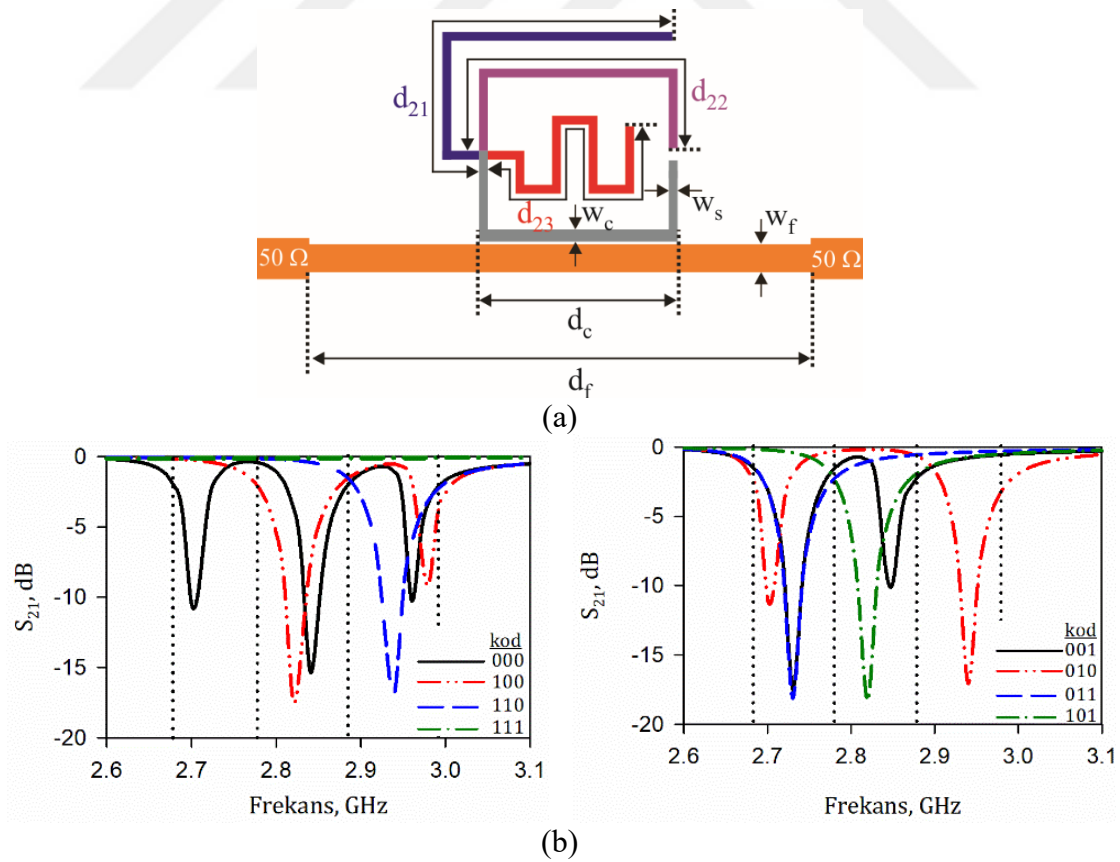 d21
d22
d23
wc
ws
wf
50 Ω
50 Ω
dc
df
(a)
0
-5
-10
-15
-20
S21, dB
kod
000
100
110
111
2.6 2.7 2.8 2.9 3.0 3.1
Frekans, GHz
0
-5
-10
-15
-20
S21, dB
kod
001
010
011
101
2.6 2.7 2.8 2.9 3.0 3.1
Frekans, GHz
(b)